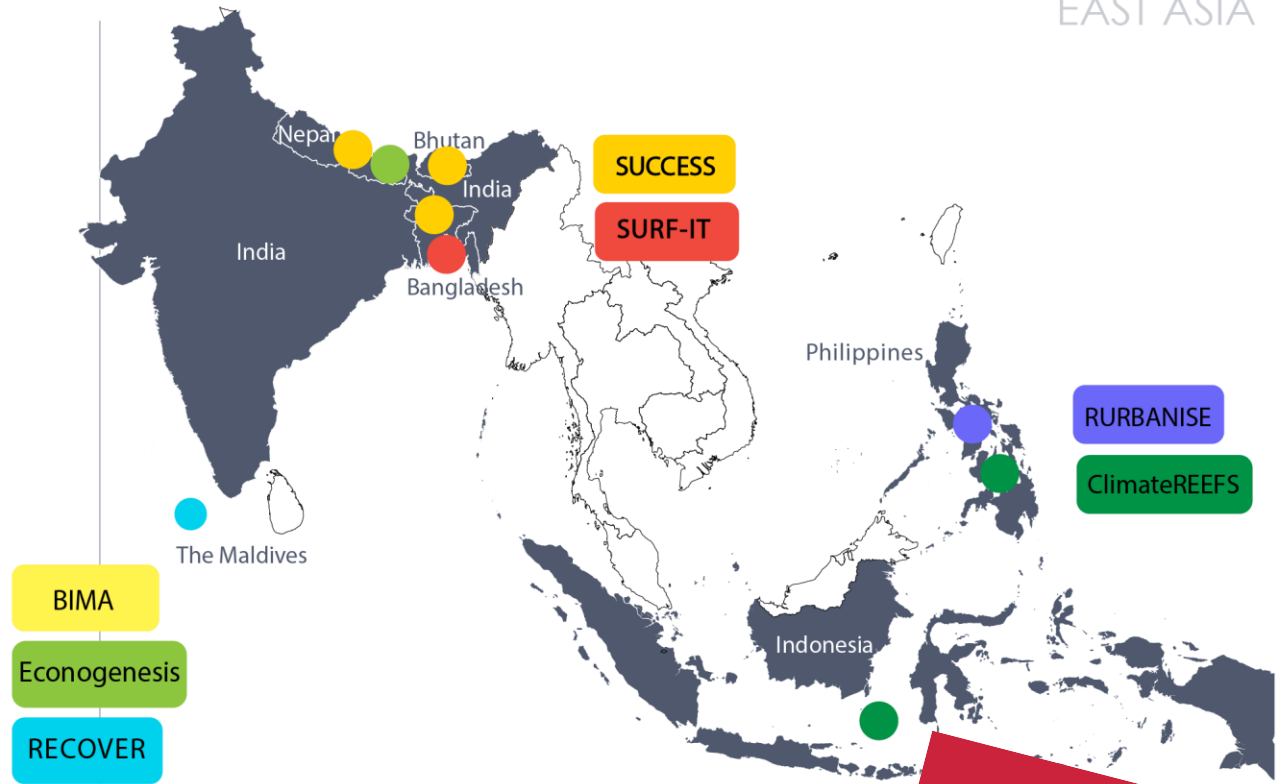 EAST ASIA
Nepal
Bhutan
India
SUCCESS
SURF-IT
India
Bangladesh
Philippines
RURBANISE
ClimateREEFS
The Maldives
BIMA
Indonesia
Econogenesis
RECOVER